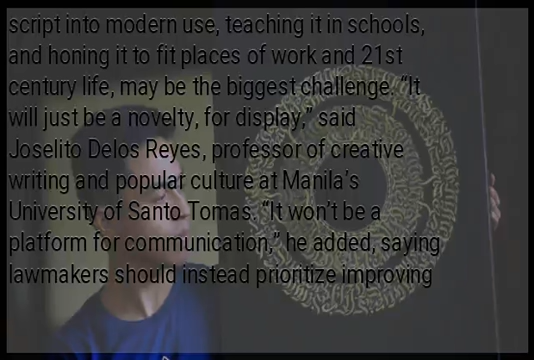 script into modern use, teaching it in schools,
and honing it to fit places of work and 21st
century life, may be the biggest challenge. “It
will just be a novelty, for display,” said
Joselito Delos Reyes, professor of creative
writing and popular culture at Manila’s
University of Santo Tomas. “It won’t be a
platform for communication,” he added, saying
lawmakers should instead prioritize improving